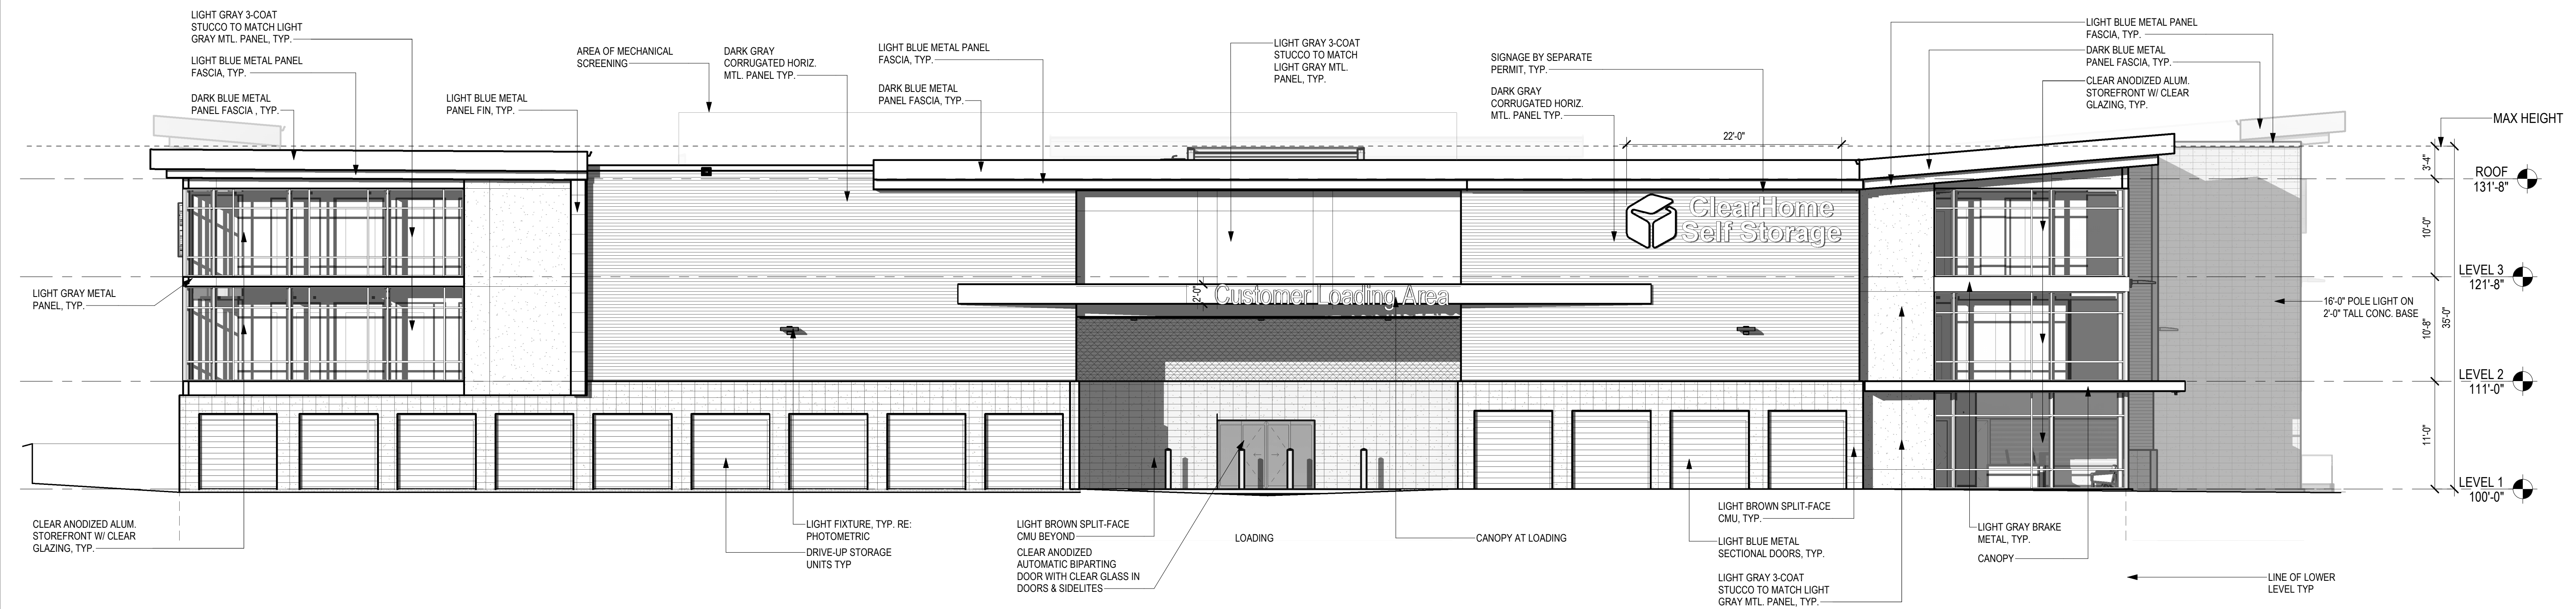 LIGHT GRAY 3-COAT
STUCCO TO MATCH LIGHT
GRAY MTL. PANEL, TYP.
LIGHT BLUE METAL PANEL
FASCIA, TYP.
DARK BLUE METAL
PANEL FASCIA , TYP.
LIGHT BLUE METAL
PANEL FIN, TYP.
AREA OF MECHANICAL
SCREENING
DARK GRAY
CORRUGATED HORIZ.
MTL. PANEL TYP.
LIGHT BLUE METAL PANEL
FASCIA, TYP.
DARK BLUE METAL
PANEL FASCIA, TYP.
LIGHT GRAY 3-COAT
STUCCO TO MATCH
LIGHT GRAY MTL.
PANEL, TYP.
SIGNAGE BY SEPARATE
PERMIT, TYP.
DARK GRAY
CORRUGATED HORIZ.
MTL. PANEL TYP.
22'-0"
LIGHT BLUE METAL PANEL
FASCIA, TYP.
DARK BLUE METAL
PANEL FASCIA, TYP.
CLEAR ANODIZED ALUM.
STOREFRONT W/ CLEAR
GLAZING, TYP.
MAX HEIGHT
3'-4"
ROOF
131'-8"
10'-0"
LEVEL 3
121'-8"
10'-8"
35'-0"
LEVEL 2
111'-0"
11'-0"
LEVEL 1
100'-0"
16'-0" POLE LIGHT ON
2'-0" TALL CONC. BASE
ClearHome
Self Storage
2'-0"
Customer Loading Area
LIGHT GRAY METAL
PANEL, TYP.
CLEAR ANODIZED ALUM.
STOREFRONT W/ CLEAR
GLAZING, TYP.
LIGHT FIXTURE, TYP. RE:
PHOTOMETRIC
DRIVE-UP STORAGE
UNITS TYP
LIGHT BROWN SPLIT-FACE
CMU BEYOND
CLEAR ANODIZED
AUTOMATIC BIPARTING
DOOR WITH CLEAR GLASS IN
DOORS & SIDELITES
LOADING
CANOPY AT LOADING
LIGHT BROWN SPLIT-FACE
CMU, TYP.
LIGHT BLUE METAL
SECTIONAL DOORS, TYP.
LIGHT GRAY 3-COAT
STUCCO TO MATCH LIGHT
GRAY MTL. PANEL, TYP.
LIGHT GRAY BRAKE
METAL, TYP.
CANOPY
LINE OF LOWER
LEVEL TYP